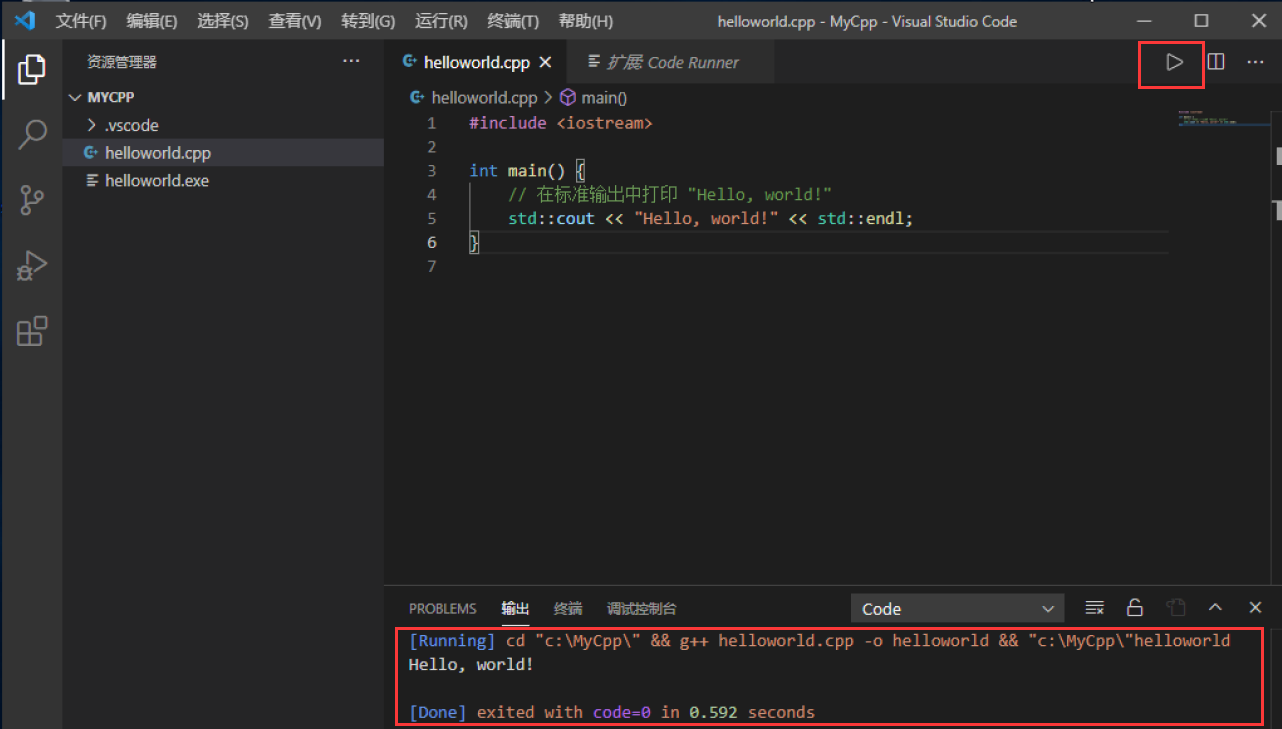 文件(F) 编辑(E) 选择(S) 查看(V) 转到(G) 运行(R) 终端(T) 帮助(H) helloworld.cpp - MyCpp - Visual Studio Code
资源管理器
MYCPP
.vscode
helloworld.cpp
helloworld.exe
helloworld.cpp 扩展: Code Runner
helloworld.cpp > main()
1 #include <iostream>
2
3 int main() {
4 // 在标准输出中打印 "Hello, world!"
5 std::cout << "Hello, world!" << std::endl;
6 }
7
PROBLEMS 输出 终端 调试控制台 Code
[Running] cd "c:\MyCpp\" && g++ helloworld.cpp -o helloworld && "c:\MyCpp\"helloworld
Hello, world!
[Done] exited with code=0 in 0.592 seconds